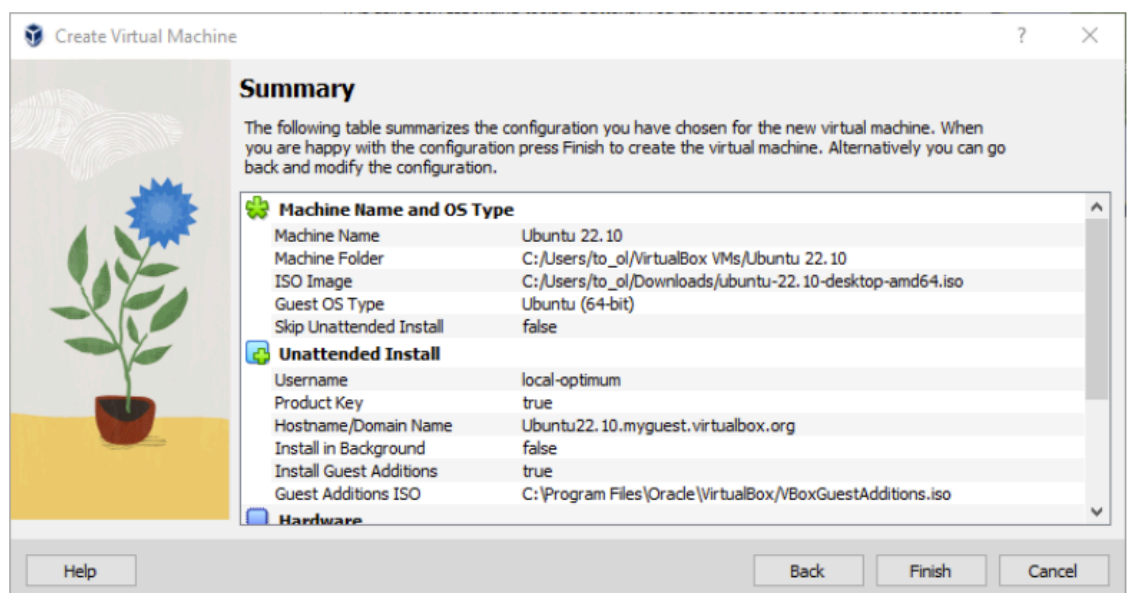 Create Virtual Machine
Summary
The following table summarizes the configuration you have chosen for the new virtual machine. When
you are happy with the configuration press Finish to create the virtual machine. Alternatively you can go
back and modify the configuration.
Machine Name and OS Type
Machine Name Ubuntu 22.10
Machine Folder C:/Users/to_ol/VirtualBox VMs/Ubuntu 22.10
ISO Image C:/Users/to_ol/Downloads/ubuntu-22.10-desktop-amd64.iso
Guest OS Type Ubuntu (64-bit)
Skip Unattended Install false
Unattended Install
Username local-optimum
Product Key true
Hostname/Domain Name Ubuntu22.10.myguest.virtualbox.org
Install in Background false
Install Guest Additions true
Guest Additions ISO C:\Program Files\Oracle\VirtualBox/VBoxGuestAdditions.iso
Hardware
Help Back Finish Cancel